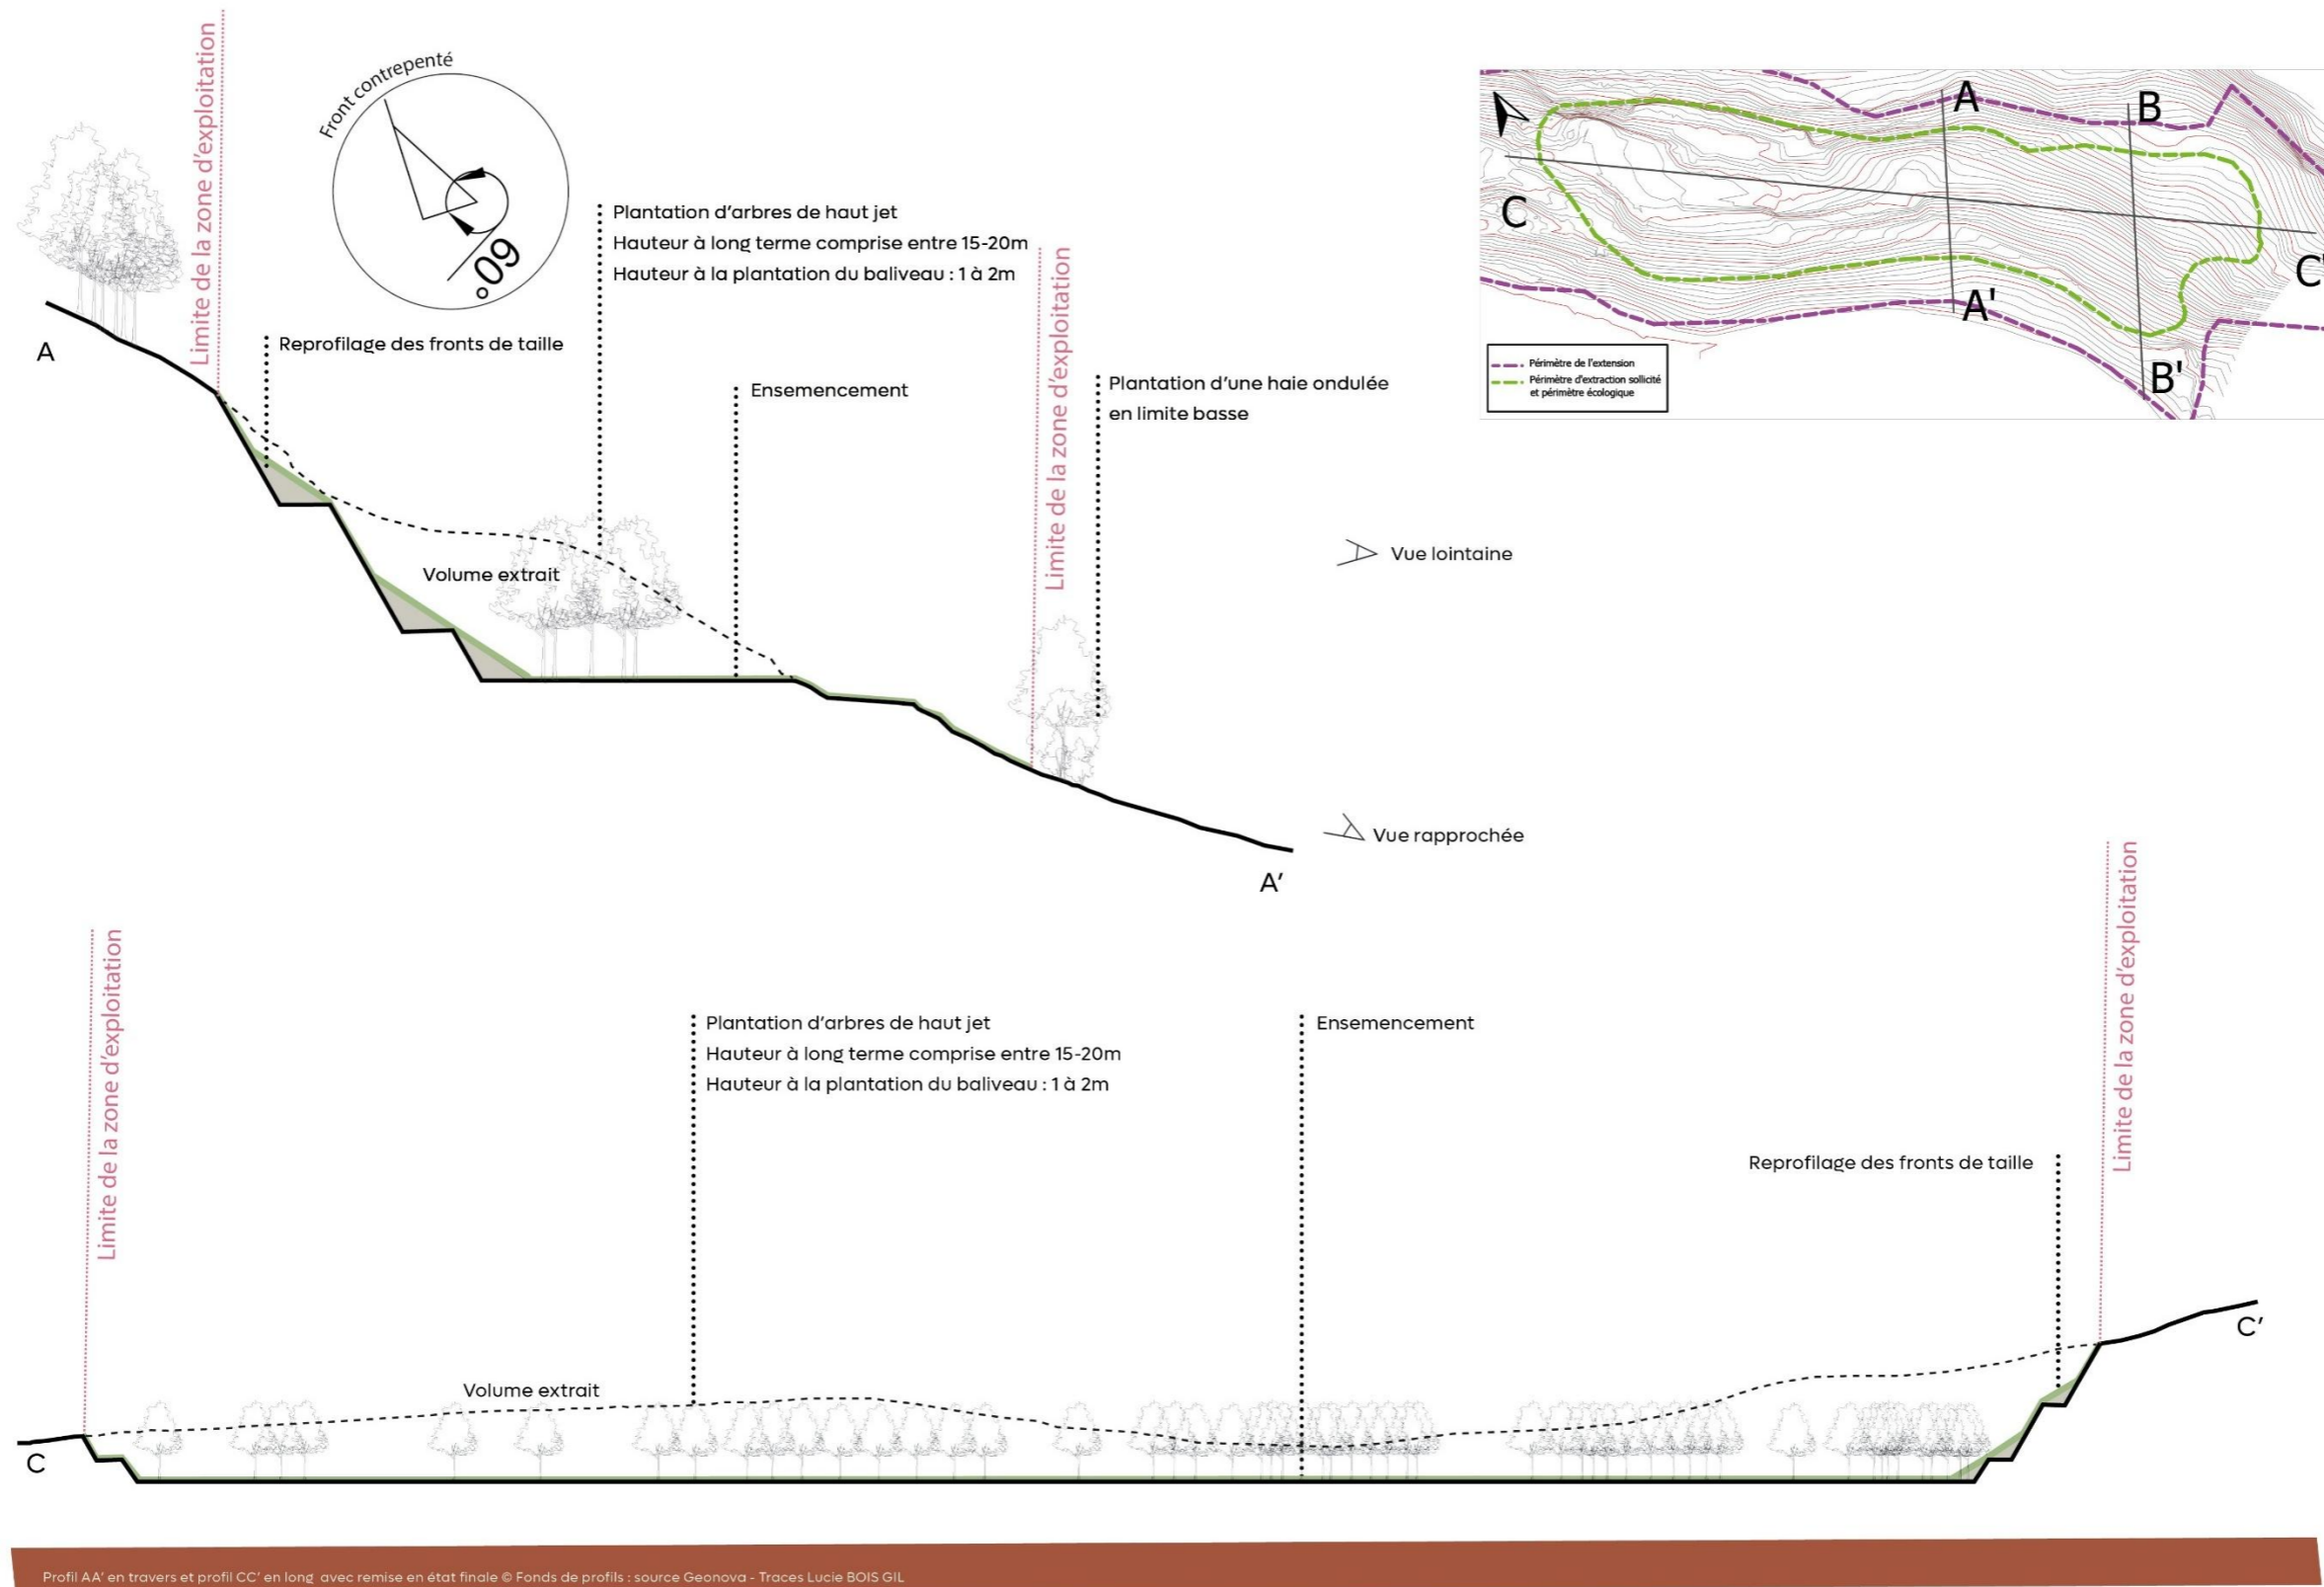 Limite de la zone d'exploitation
Front contrepenté
60°
Plantation d'arbres de haut jet
Hauteur à long terme comprise entre 15-20m
Hauteur à la plantation du baliveau : 1 à 2m
Reprofilage des fronts de taille
A
Ensemencement
Limite de la zone d'exploitation
Plantation d'une haie ondulée
en limite basse
Volume extrait
A
B
C
C'
A'
B'
Périmètre de l'extension
Périmètre d'extraction sollicité
et périmètre écologique
Vue lointaine
Vue rapprochée
A'
Limite de la zone d'exploitation
Plantation d'arbres de haut jet
Hauteur à long terme comprise entre 15-20m
Hauteur à la plantation du baliveau : 1 à 2m
Ensemencement
Limite de la zone d'exploitation
Reprofilage des fronts de taille
Volume extrait
C
C'
Profil AA' en travers et profil CC' en long avec remise en état finale © Fonds de profils : source Geonova - Traces Lucie BOIS GIL